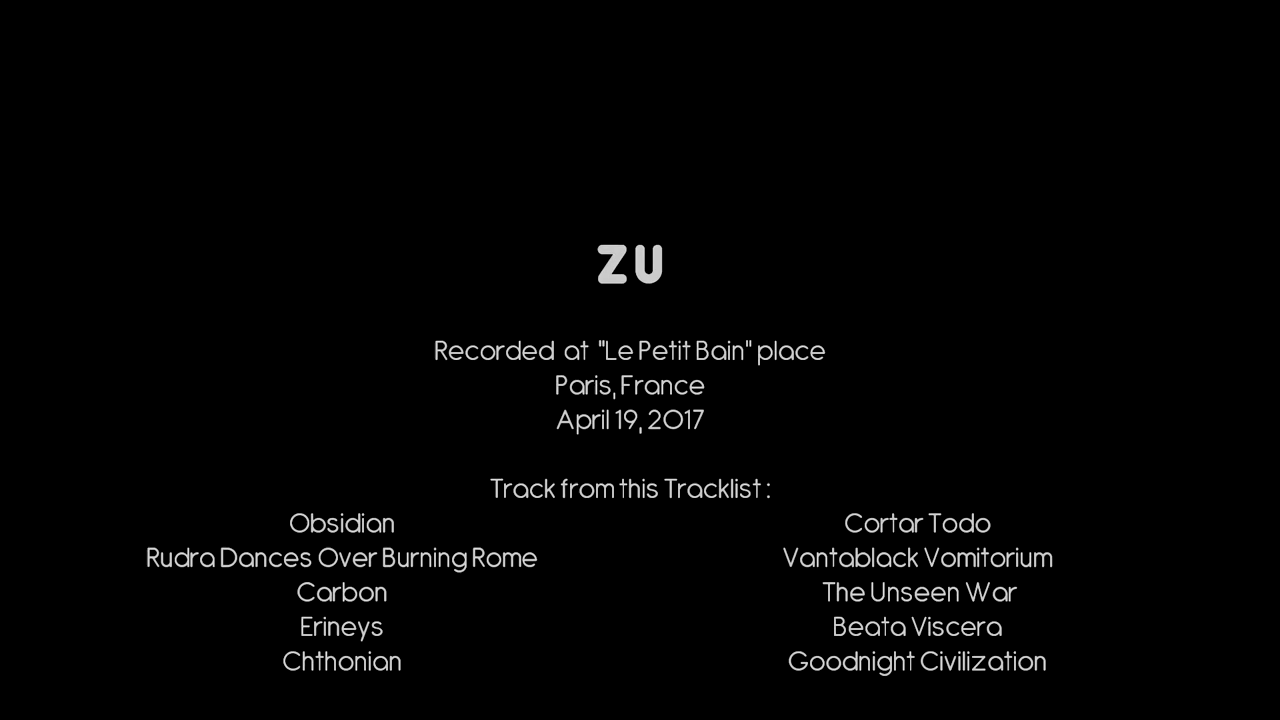 ZU
Recorded at "Le Petit Bain" place
Paris, France
April 19, 2017
Track from this Tracklist :
Obsidian
Rudra Dances Over Burning Rome
Carbon
Erineys
Chthonian
Cortar Todo
Vantablack Vomitorium
The Unseen War
Beata Viscera
Goodnight Civilization